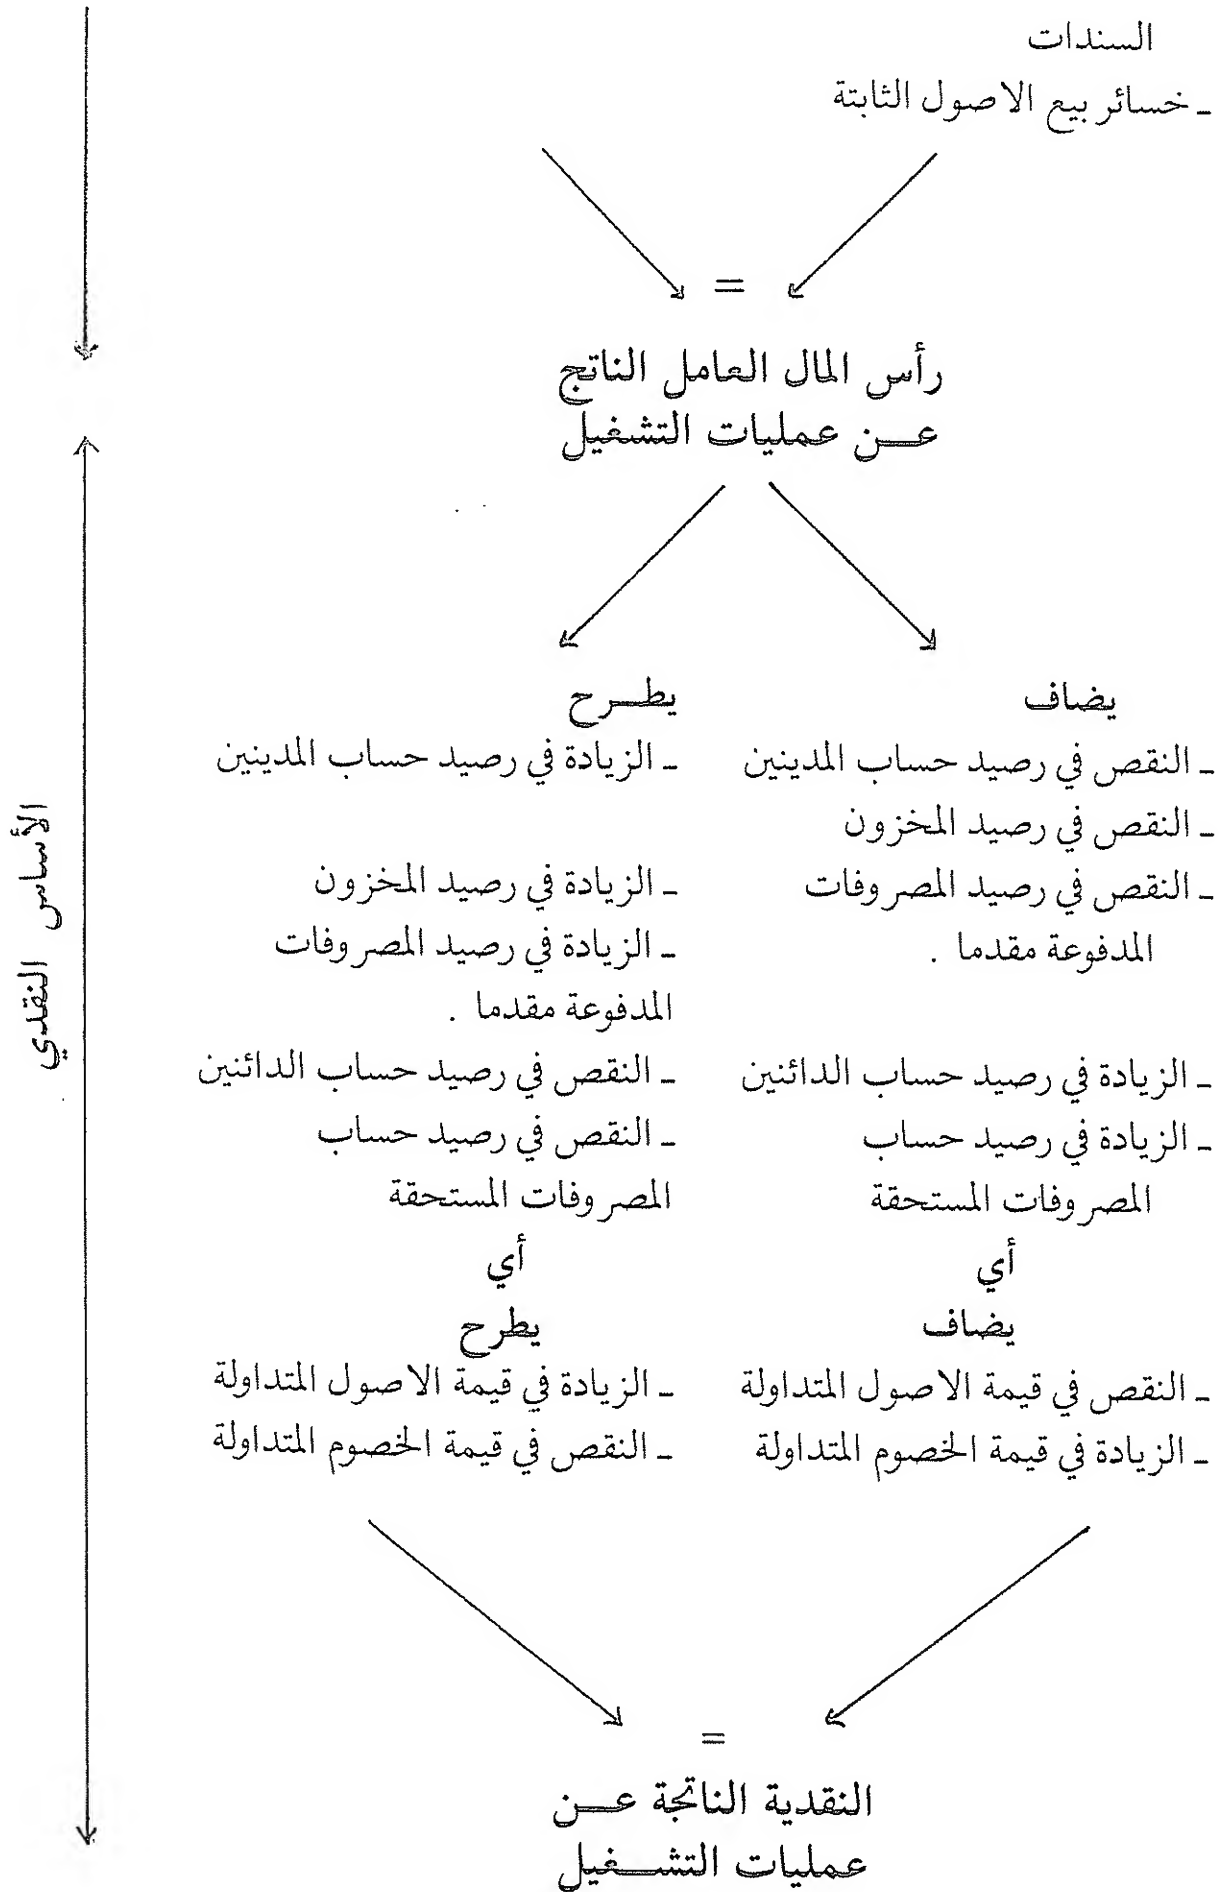 السندات
ـ خسائر بيع الاصول الثابتة
=
رأس المال العامل الناتج
عــن عمليات التشغيل
يضاف
ـ النقص في رصيد حساب المدينين
ـ النقص في رصيد المخزون
ـ النقص في رصيد المصروفات
المدفوعة مقدما .
ـ الزيادة في رصيد حساب الدائنين
ـ الزيادة في رصيد حساب
المصروفات المستحقة
أي
يضاف
ـ النقص في قيمة الاصول المتداولة
ـ الزيادة في قيمة الخصوم المتداولة
يطــرح
ـ الزيادة في رصيد حساب المدينين
ـ الزيادة في رصيد المخزون
ـ الزيادة في رصيد المصروفات
المدفوعة مقدما .
ـ النقص في رصيد حساب الدائنين
ـ النقص في رصيد حساب
المصروفات المستحقة
أي
يطرح
ـ الزيادة في قيمة الاصول المتداولة
ـ النقص في قيمة الخصوم المتداولة
=
النقدية الناتجة عــن
عمليات التشــغيل
الأساس النقدي